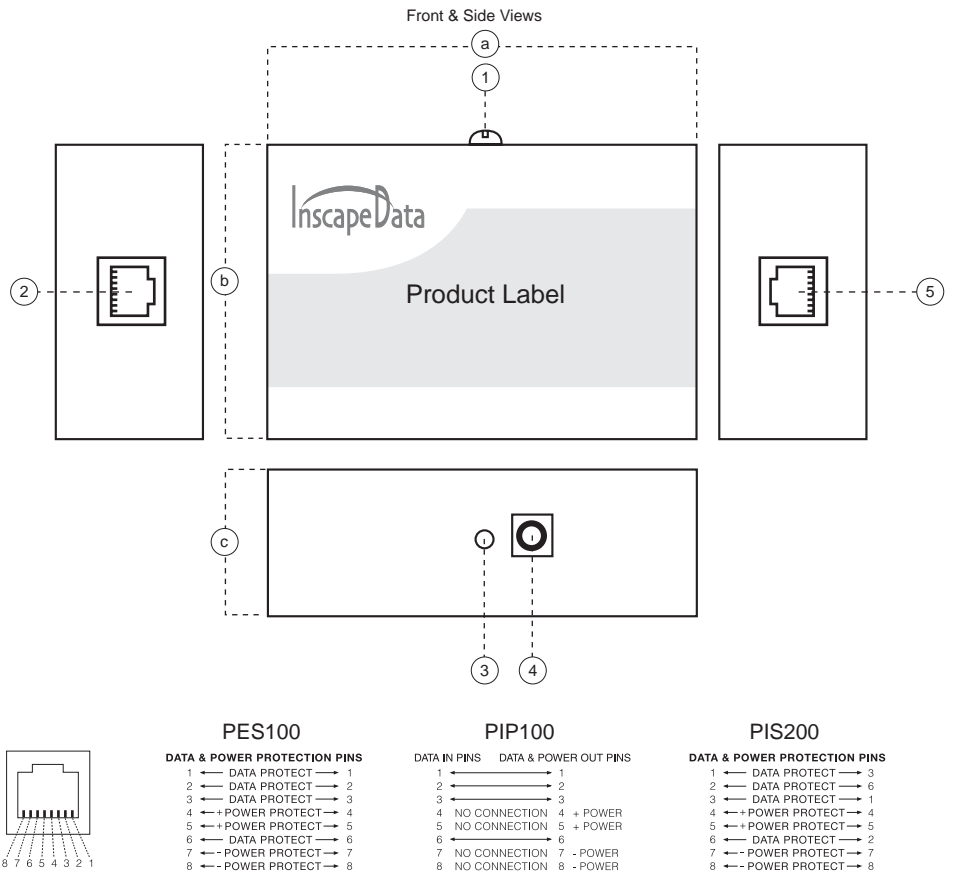 Front & Side Views
a
1
InscapeData
b
2
Product Label
5
c
3
4
PES100
DATA & POWER PROTECTION PINS
1 ← DATA PROTECT → 1
2 ← DATA PROTECT → 2
3 ← DATA PROTECT → 3
4 ←+POWER PROTECT→ 4
5 ←+POWER PROTECT→ 5
6 ← DATA PROTECT → 6
7 ←- POWER PROTECT→ 7
8 ←- POWER PROTECT→ 8
PIP100
DATA IN PINS DATA & POWER OUT PINS
1 ↔ 1
2 ↔ 2
3 ↔ 3
4 NO CONNECTION 4 + POWER
5 NO CONNECTION 5 + POWER
6 ↔ 6
7 NO CONNECTION 7 - POWER
8 NO CONNECTION 8 - POWER
PIS200
DATA & POWER PROTECTION PINS
1 ← DATA PROTECT → 3
2 ← DATA PROTECT → 6
3 ← DATA PROTECT → 1
4 ←+POWER PROTECT→ 4
5 ←+POWER PROTECT→ 5
6 ← DATA PROTECT → 2
7 ←- POWER PROTECT→ 7
8 ←- POWER PROTECT→ 8
8 7 6 5 4 3 2 1